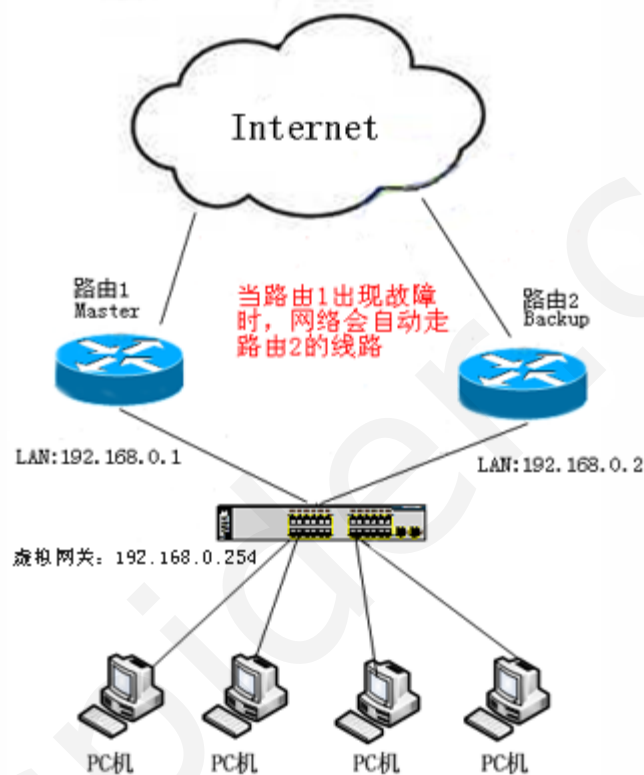 Internet
路由1
Master
当路由1出现故障
时，网络会自动走
路由2的线路
路由2
Backup
LAN:192.168.0.1
LAN:192.168.0.2
虚拟网关: 192.168.0.254
PC机
PC机
PC机
PC机